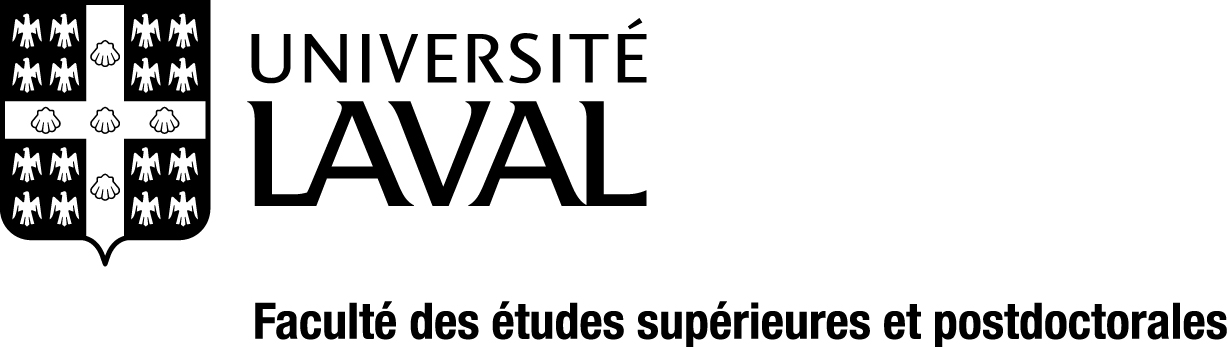 UNIVERSITÉ
LAVAL
Faculté des études supérieures et postdoctorales